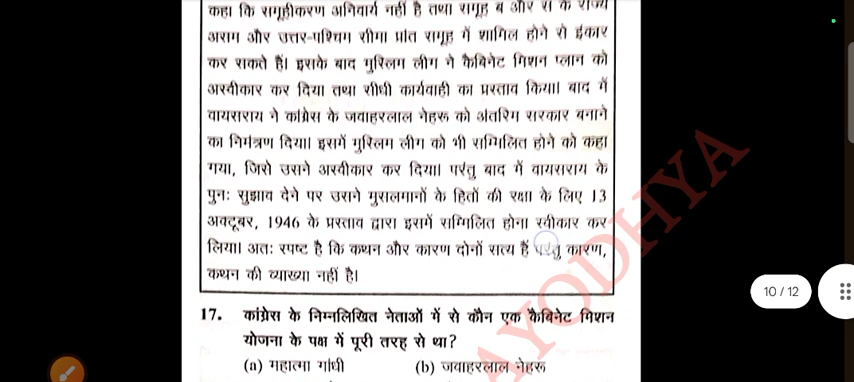 कहा कि समूहीकरण अनिवार्य नहीं है तथा समूह ब और स के राज्य
असम और उत्तर-पश्चिम सीमा प्रांत समूह में शामिल होने से इंकार
कर सकते हैं। इसके बाद मुस्लिम लीग ने कैबिनेट मिशन प्लान को
अस्वीकार कर दिया तथा सीधी कार्यवाही का प्रस्ताव किया। बाद में
वायसराय ने कांग्रेस के जवाहरलाल नेहरू को अंतरिम सरकार बनाने
का निमंत्रण दिया। इसमें मुस्लिम लीग को भी सम्मिलित होने को कहा
गया, जिसे उसने अस्वीकार कर दिया। परंतु बाद में वायसराय के
पुनः सुझाव देने पर उसने मुसलमानों के हितों की रक्षा के लिए 13
अक्टूबर, 1946 के प्रस्ताव द्वारा इसमें सम्मिलित होना स्वीकार कर
लिया। अतः स्पष्ट है कि कथन और कारण दोनों सत्य हैं परंतु कारण,
कथन की व्याख्या नहीं है।
17. कांग्रेस के निम्नलिखित नेताओं में से कौन एक कैबिनेट मिशन
योजना के पक्ष में पूरी तरह से था?
(a) महात्मा गांधी (b) जवाहरलाल नेहरू
AYODHYA
10 / 12